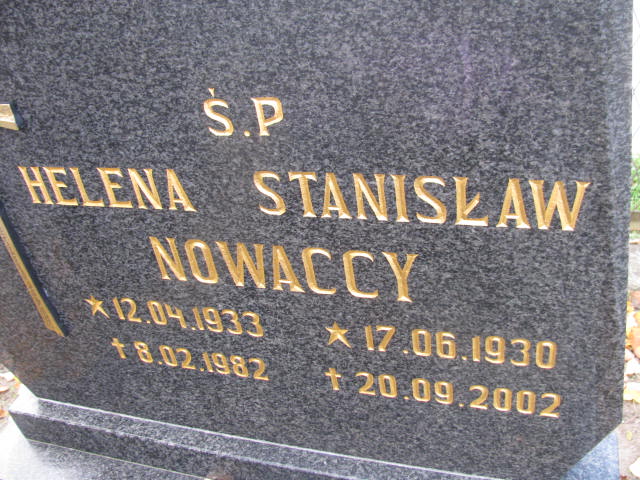 Ś.P
HELENA STANISŁAW
NOWACCY
★ 12.04.1933 ★ 17.06.1930
✝ 8.02.1982 ✝ 20.09.2002